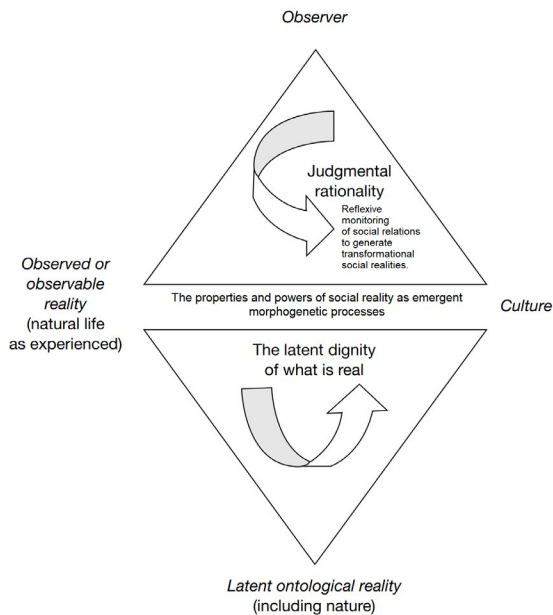 Observer
Judgmental
rationality
Reflexive
monitoring
of social relations
to generate
transformational
social realities.
Observed or
observable
reality
(natural life
as experienced)
The properties and powers of social reality as emergent
morphogenetic processes
Culture
The latent dignity
of what is real
Latent ontological reality
(including nature)